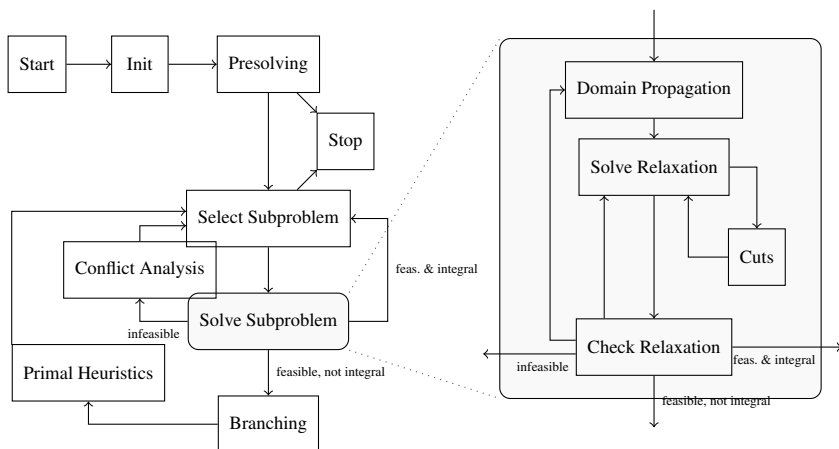 Start
Init
Presolving
Stop
Select Subproblem
Conflict Analysis
feas. & integral
Solve Subproblem
infeasible
Primal Heuristics
feasible, not integral
Branching
Domain Propagation
Solve Relaxation
Cuts
Check Relaxation
infeasible
feas. & integral
feasible, not integral